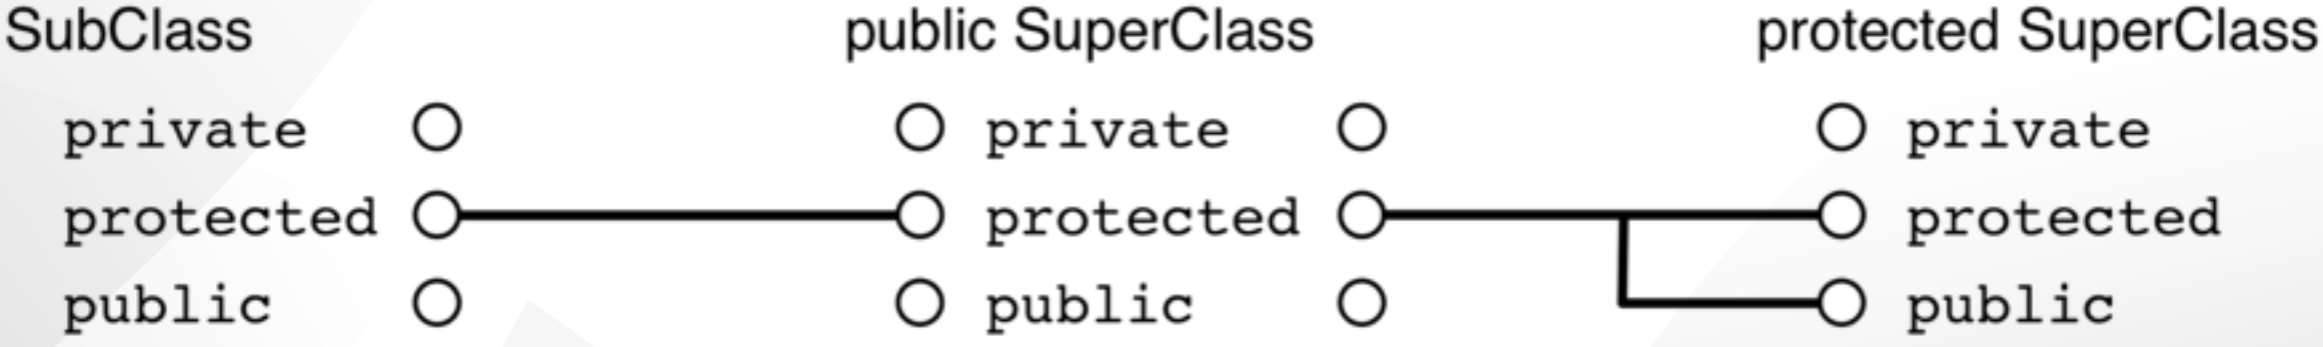 SubClass public SuperClass protected SuperClass
private private private
protected protected protected
public public public